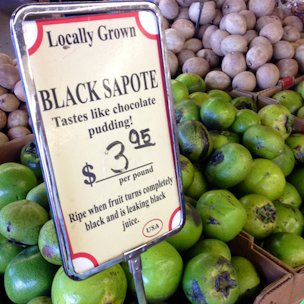 Locally Grown
BLACK SAPOTE
Tastes like chocolate
pudding!
$ 3.95
per pound
Ripe when fruit turns completely
black and is leaking black
juice.
USA